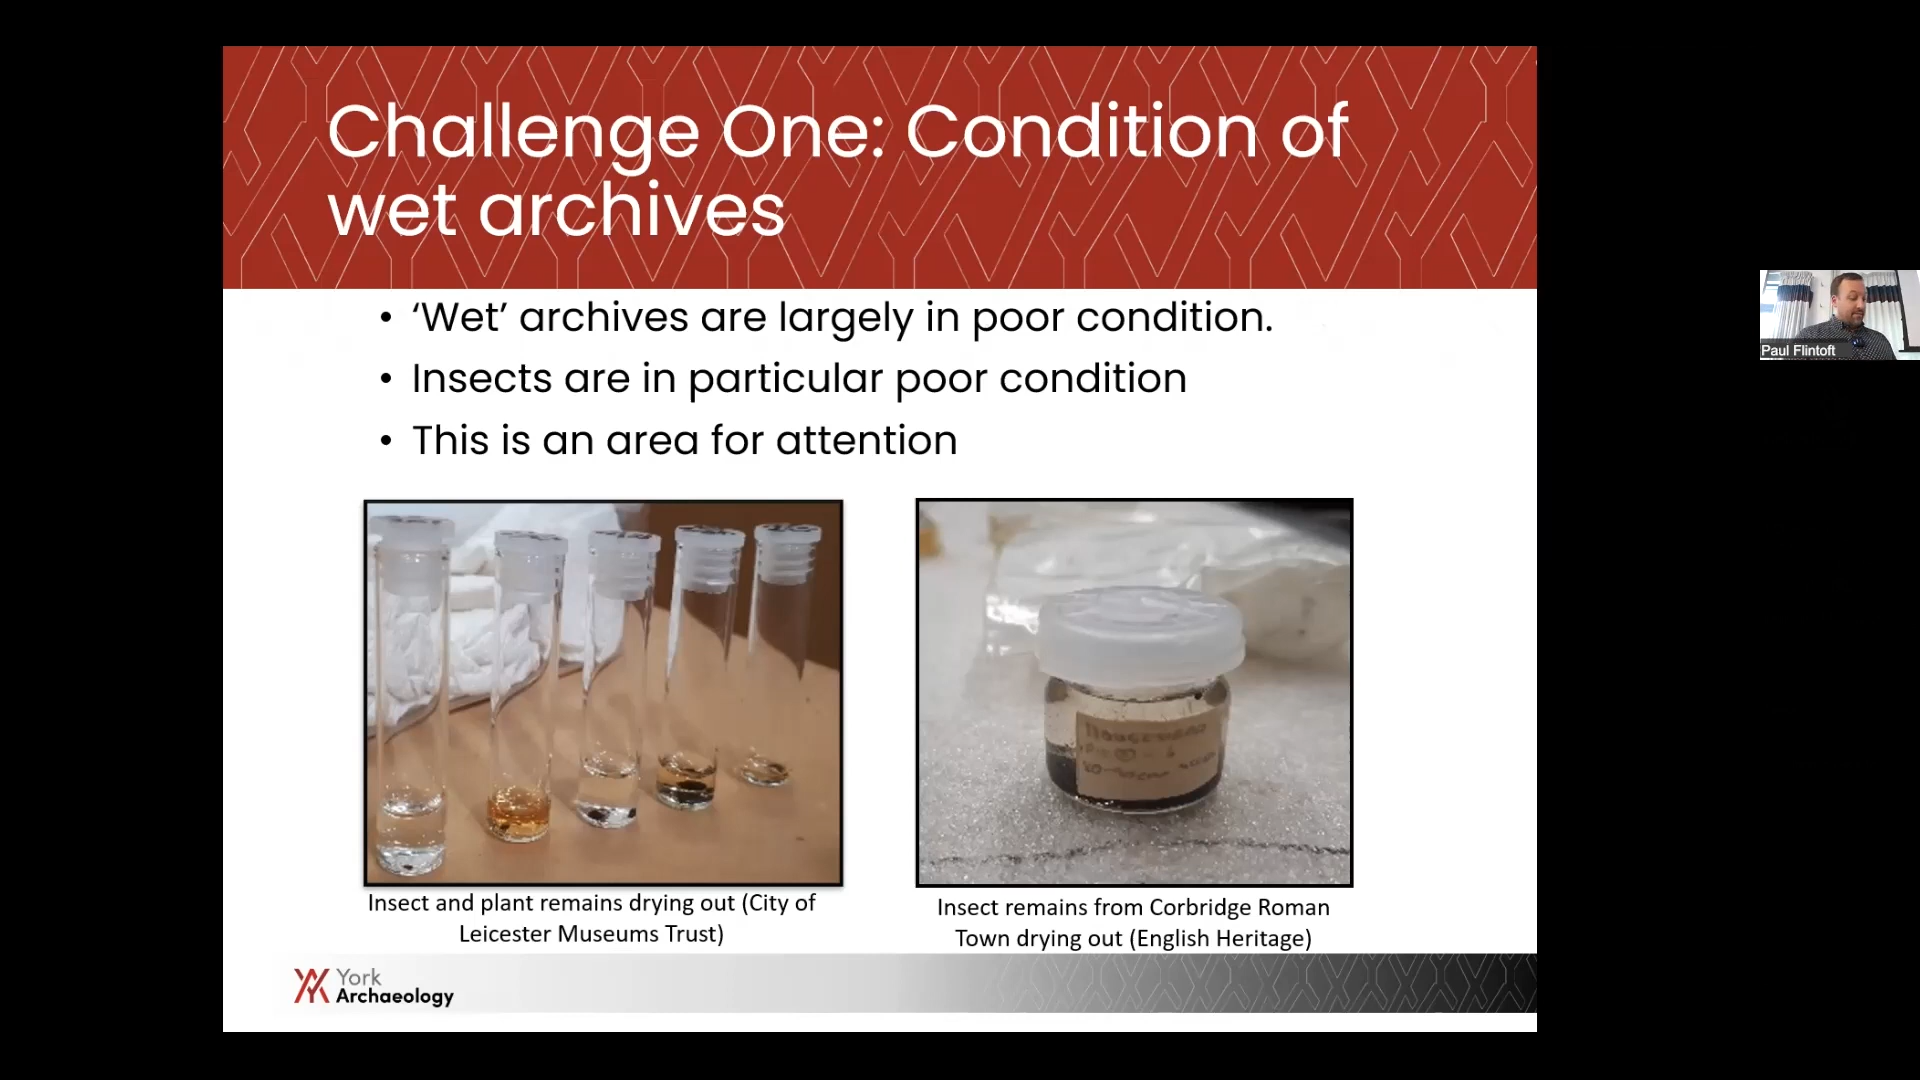 Challenge One: Condition of
wet archives
• ‘Wet’ archives are largely in poor condition.
• Insects are in particular poor condition
• This is an area for attention
Insect and plant remains drying out (City of
Leicester Museums Trust)
Insect remains from Corbridge Roman
Town drying out (English Heritage)
York
Archaeology
Paul Flintoft